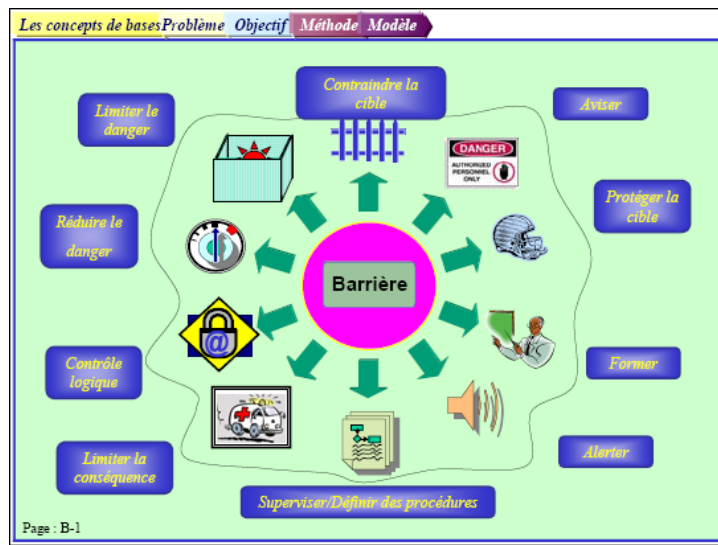 Les concepts de bases Problème Objectif Méthode Modèle
Contraindre la
cible
Limiter le
danger
Aviser
DANGER
AUTHORIZED
PERSONNEL
ONLY
Protéger la
cible
Réduire le
danger
Barrière
@
Contrôle
logique
Former
Limiter la
conséquence
Alerter
Superviser/Définir des procédures
Page : B-1